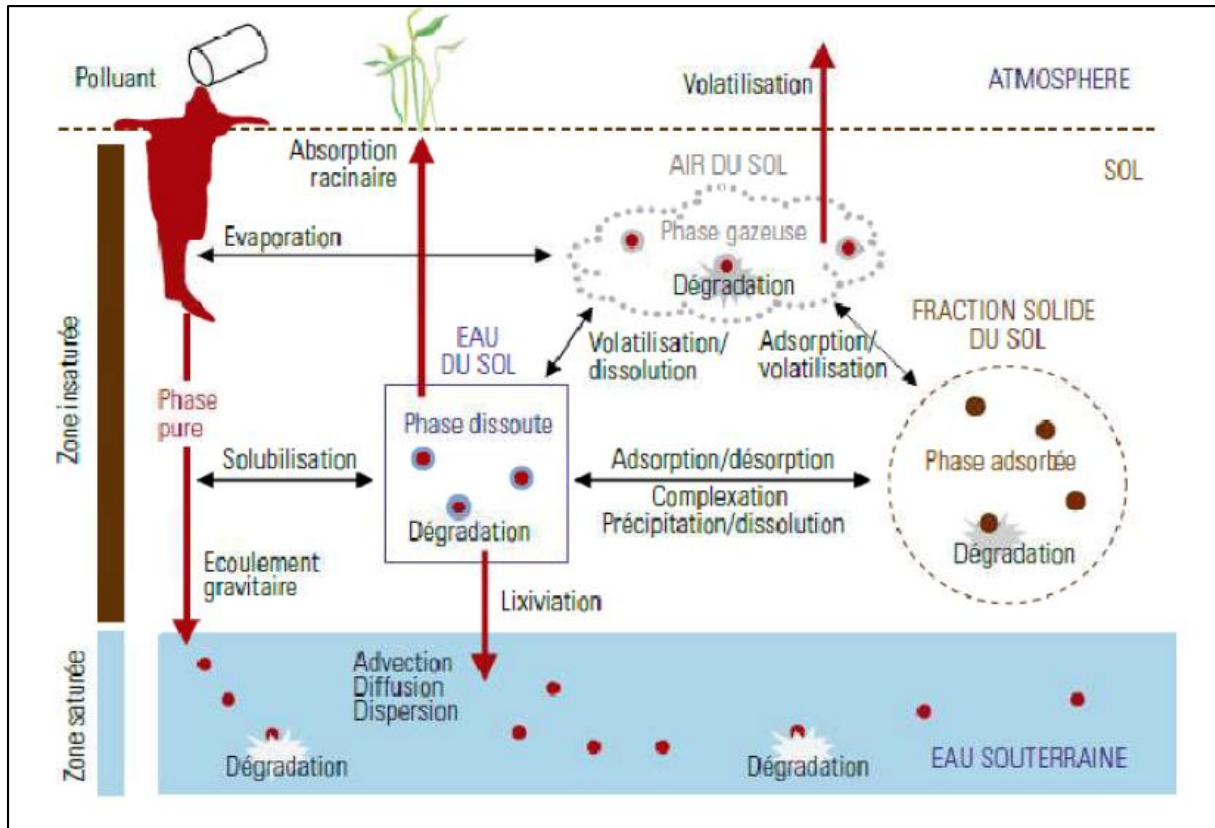 Polluant
Volatilisation
ATMOSPHERE
Absorption
racinaire
AIR DU SOL
SOL
Evaporation
Phase gazeuse
Dégradation
FRACTION SOLIDE
DU SOL
Zone insaturée
EAU
DU SOL
Volatilisation/
dissolution
Adsorption/
volatilisation
Phase
pure
Phase dissoute
Solubilisation
Adsorption/désorption
Phase adsorbée
Complexation
Précipitation/dissolution
Dégradation
Dégradation
Ecoulement
gravitaire
Lixiviation
Zone saturée
Advection
Diffusion
Dispersion
Dégradation
Dégradation
EAU SOUTERRAINE